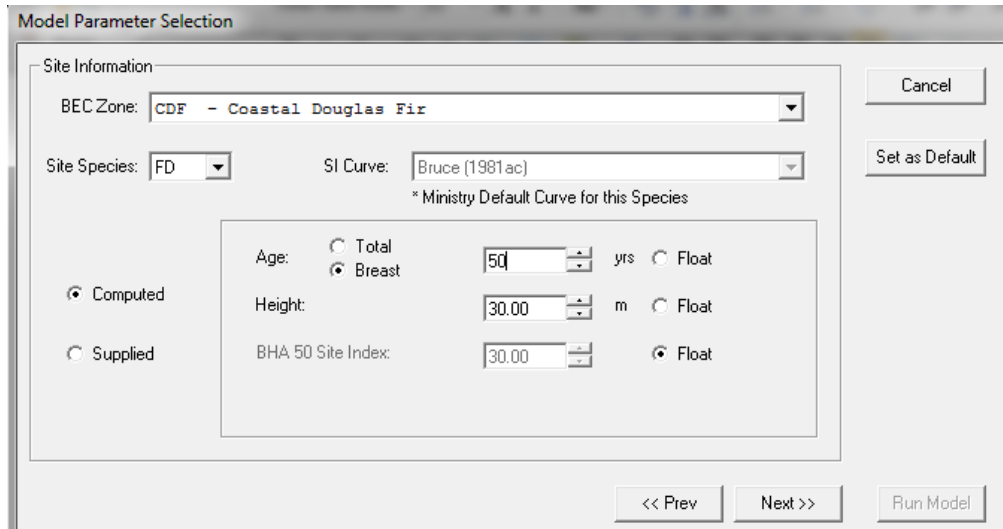 Model Parameter Selection
Site Information
BEC Zone: CDF - Coastal Douglas Fir
Cancel
Site Species: FD SI Curve: Bruce (1981ac)
Set as Default
* Ministry Default Curve for this Species
Age: Total
Breast
50 yrs Float
Computed
Height: 30.00 m Float
Supplied
BHA 50 Site Index: 30.00 Float
<< Prev Next >> Run Model